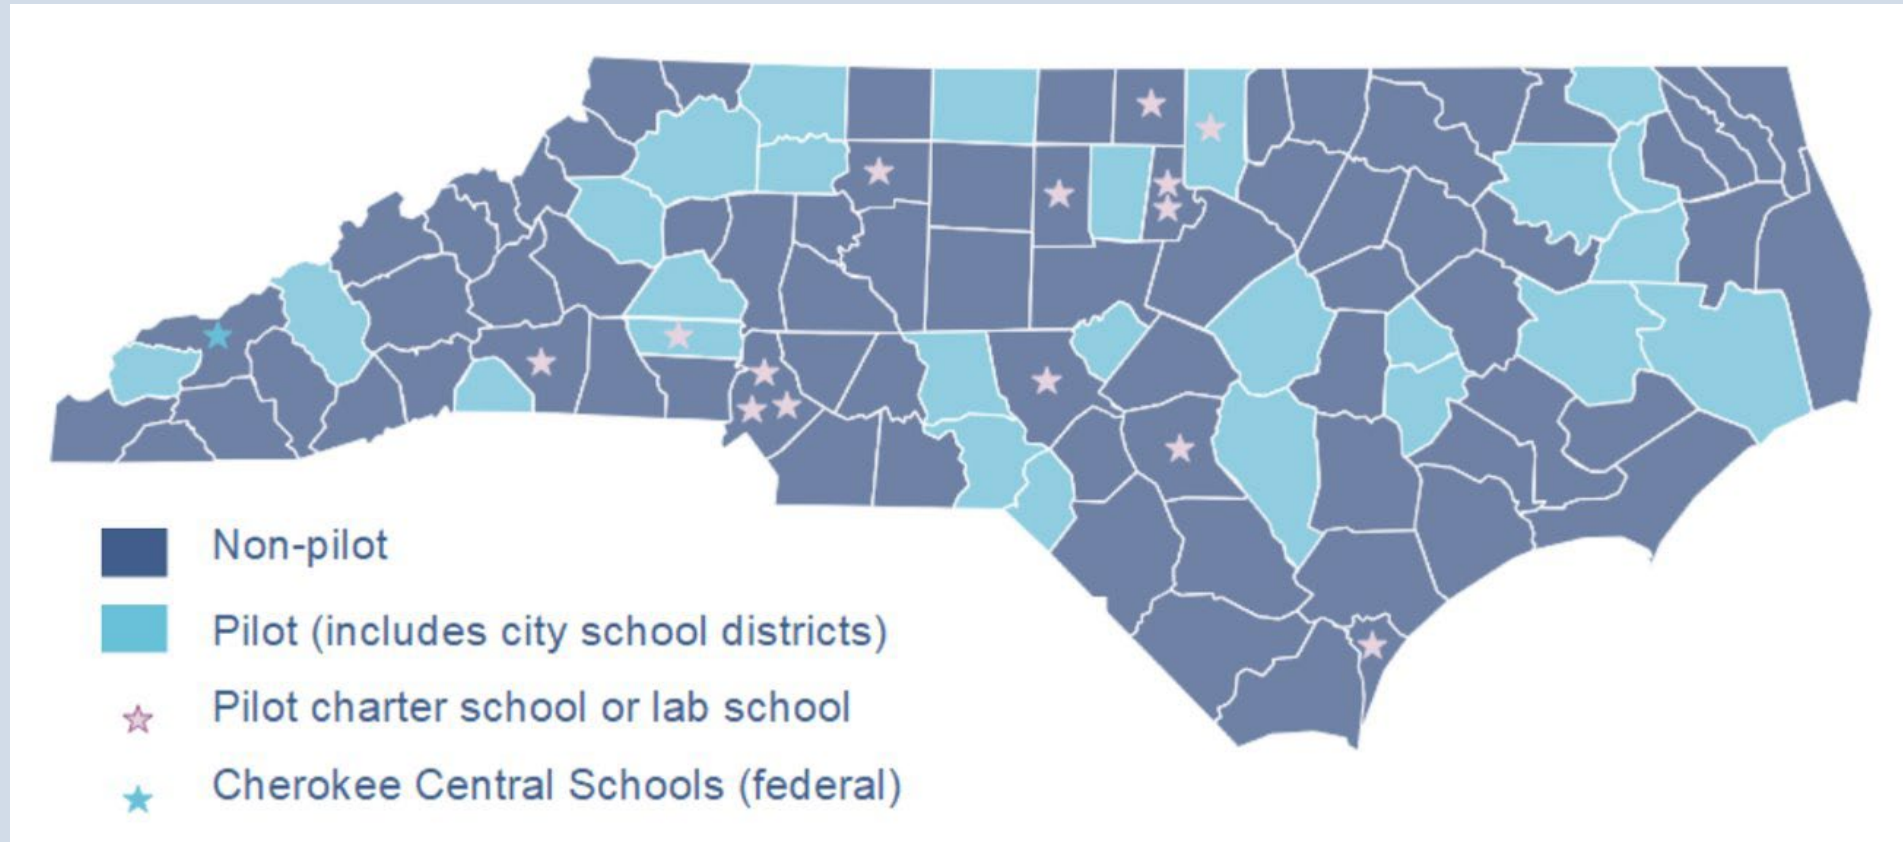 Non-pilot
Pilot (includes city school districts)
Pilot charter school or lab school
Cherokee Central Schools (federal)